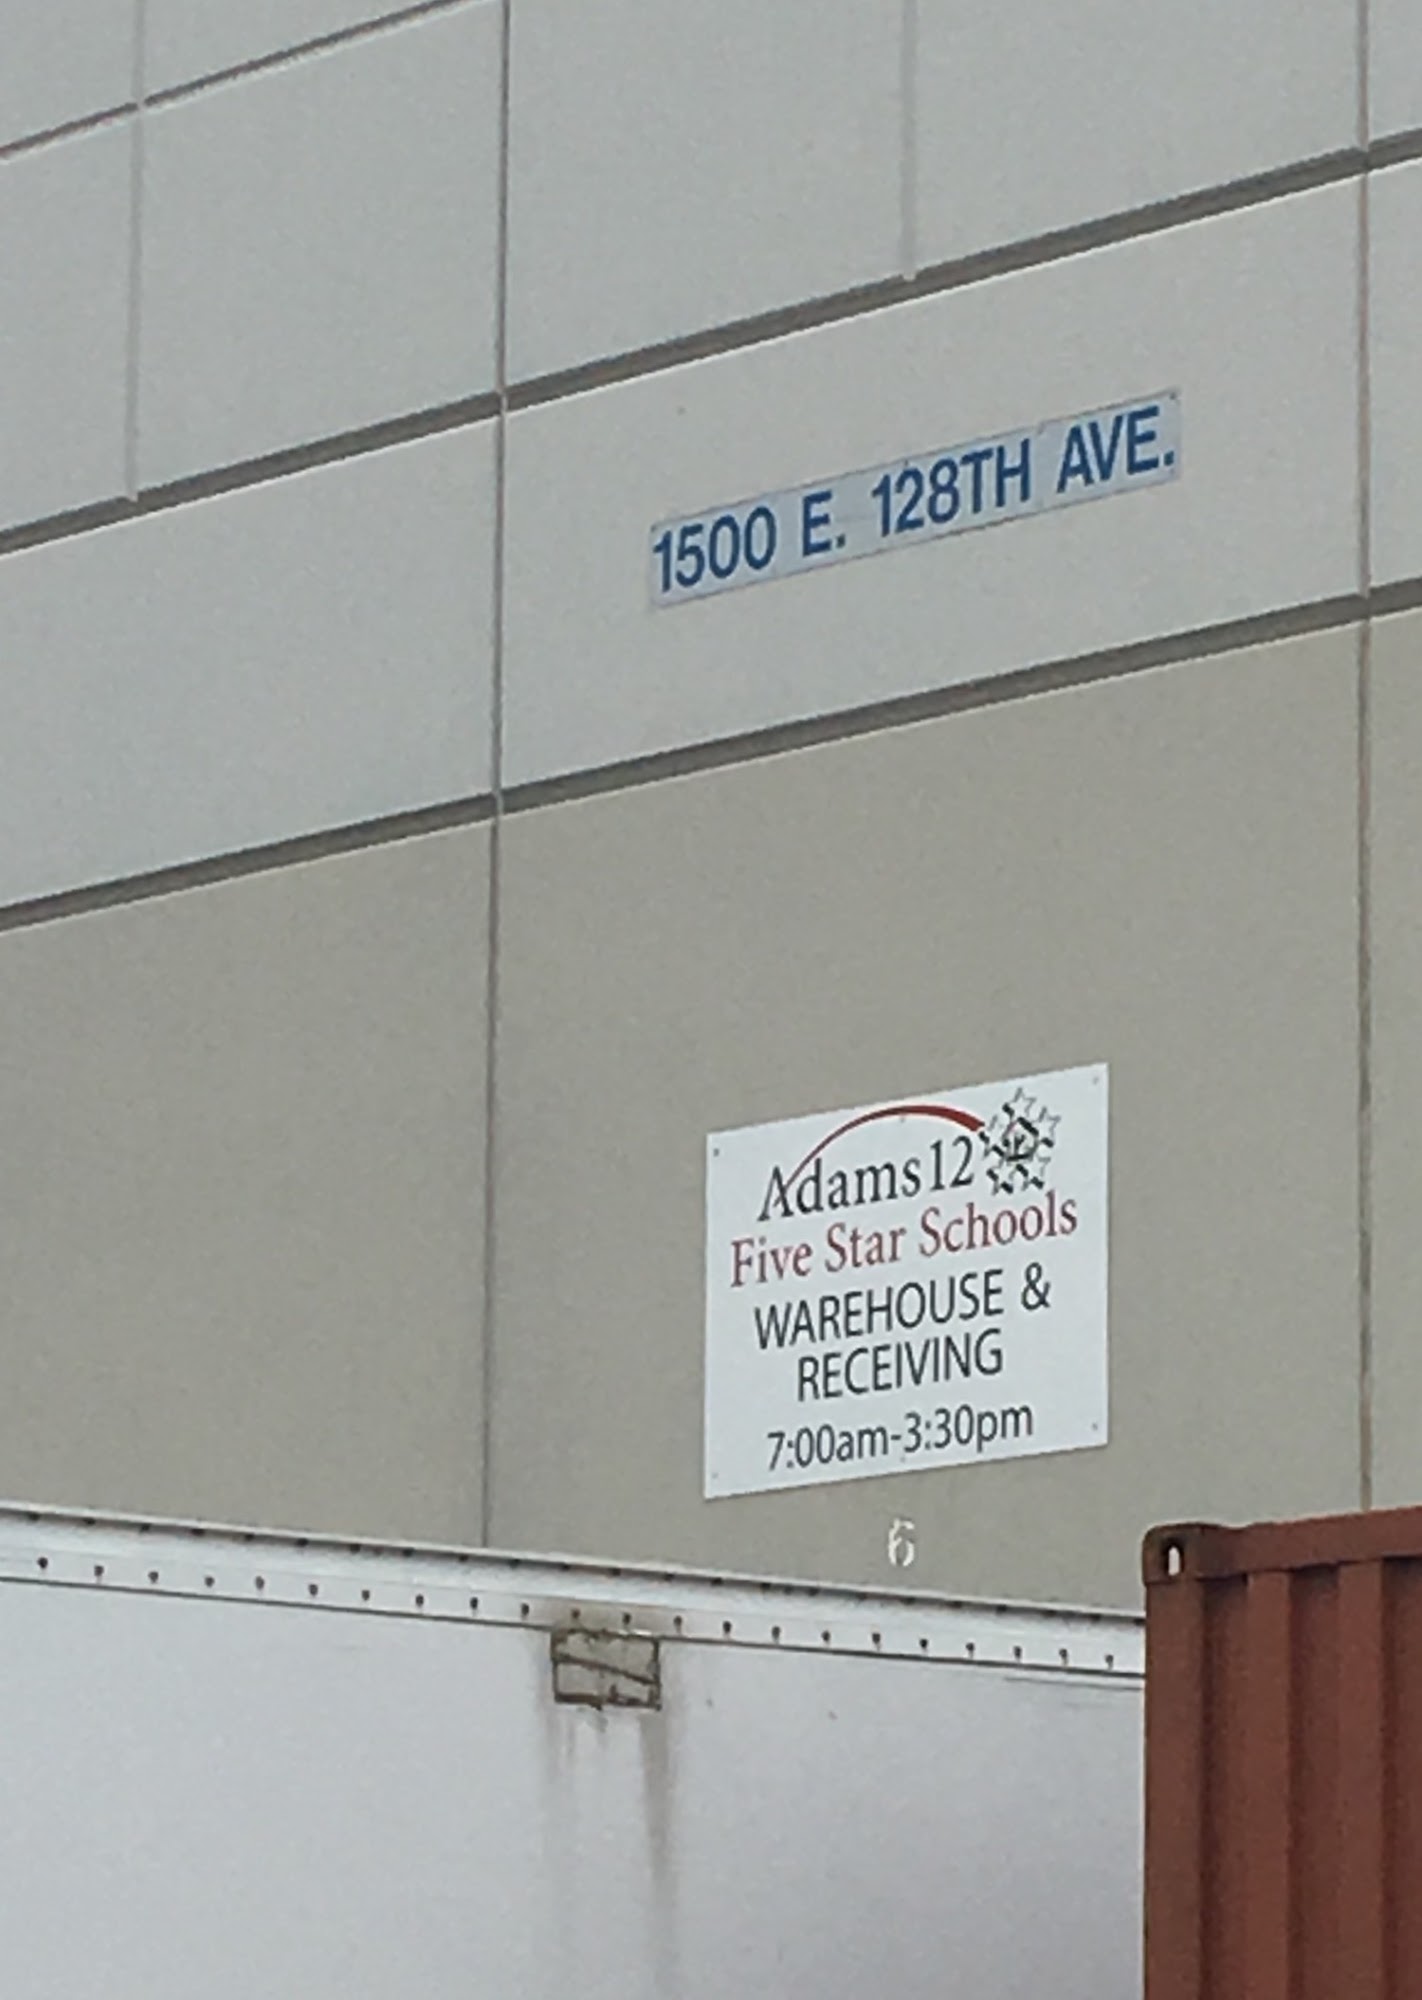 1500 E. 128TH AVE.
Adams12
Five Star Schools
WAREHOUSE &
RECEIVING
7:00am-3:30pm
6